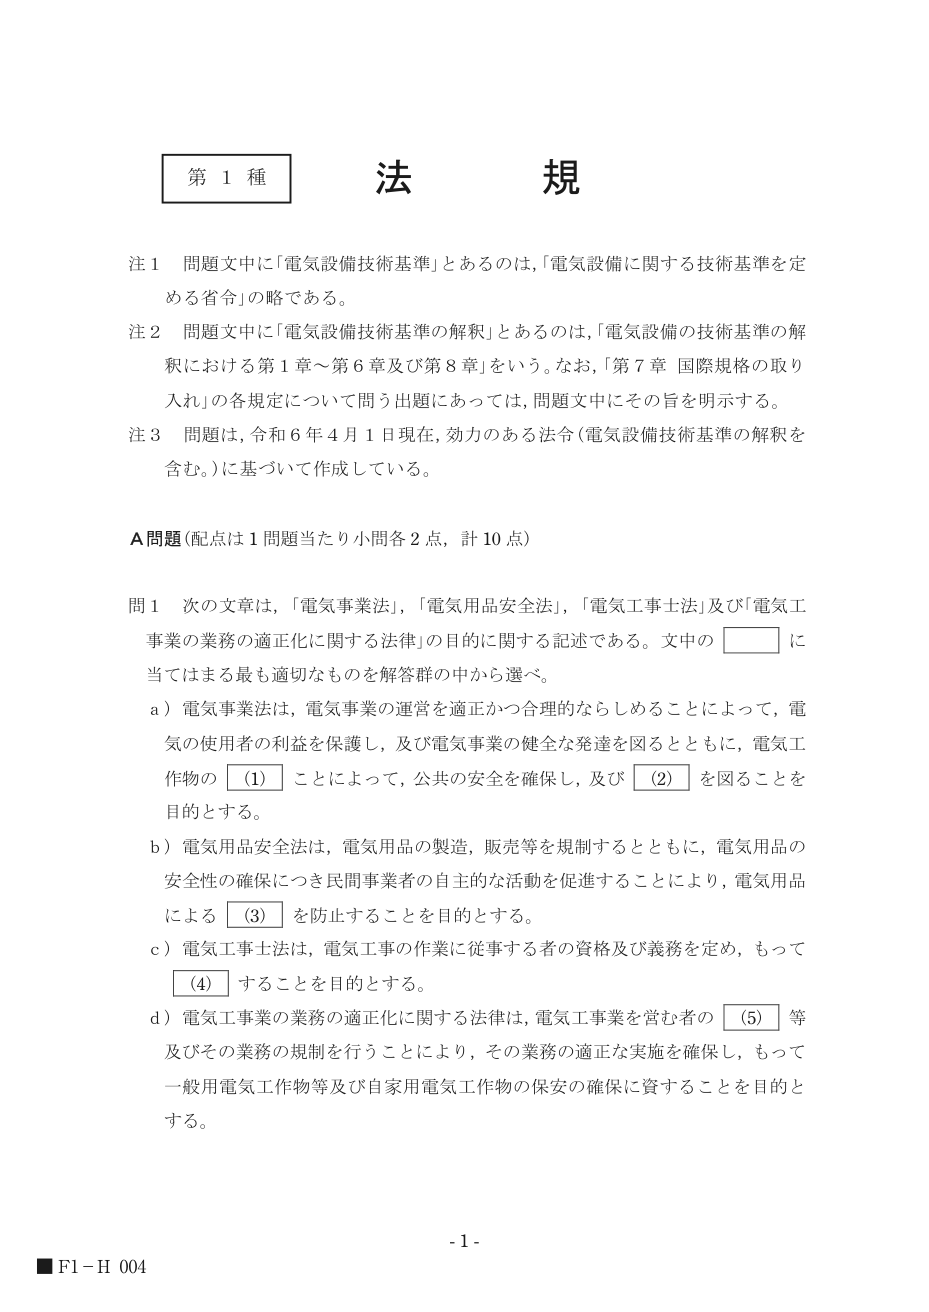 第 1 種
法 規
注1 問題文中に「電気設備技術基準」とあるのは,「電気設備に関する技術基準を定
める省令」の略である。
注2 問題文中に「電気設備技術基準の解釈」とあるのは,「電気設備の技術基準の解
釈における第1章～第6章及び第8章」をいう。なお,「第7章 国際規格の取り
入れ」の各規定について問う出題にあっては,問題文中にその旨を明示する。
注3 問題は,令和6年4月1日現在,効力のある法令(電気設備技術基準の解釈を
含む。)に基づいて作成している。
A問題(配点は1問題当たり小問各2点, 計10点)
問1 次の文章は,「電気事業法」,「電気用品安全法」,「電気工事士法」及び「電気工
事業の業務の適正化に関する法律」の目的に関する記述である。文中の に
当てはまる最も適切なものを解答群の中から選べ。
a) 電気事業法は, 電気事業の運営を適正かつ合理的ならしめることによって, 電
気の使用者の利益を保護し, 及び電気事業の健全な発達を図るとともに, 電気工
作物の (1) ことによって, 公共の安全を確保し, 及び (2) を図ることを
目的とする。
b) 電気用品安全法は, 電気用品の製造, 販売等を規制するとともに, 電気用品の
安全性の確保につき民間事業者の自主的な活動を促進することにより, 電気用品
による (3) を防止することを目的とする。
c) 電気工事士法は, 電気工事の作業に従事する者の資格及び義務を定め, もって
(4) することを目的とする。
d) 電気工事業の業務の適正化に関する法律は, 電気工事業を営む者の (5) 等
及びその業務の規制を行うことにより, その業務の適正な実施を確保し, もって
一般用電気工作物等及び自家用電気工作物の保安の確保に資することを目的と
する。
- 1 -
■F1－H 004